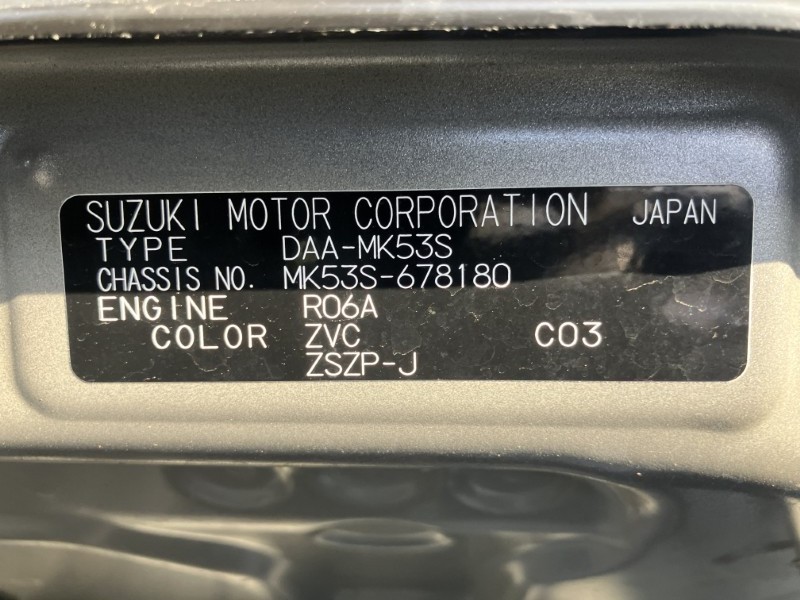 SUZUKI MOTOR CORPORATION JAPAN
TYPE DAA-MK53S
CHASSIS NO. MK53S-678180
ENGINE R06A
COLOR ZVC C03
ZSZP-J